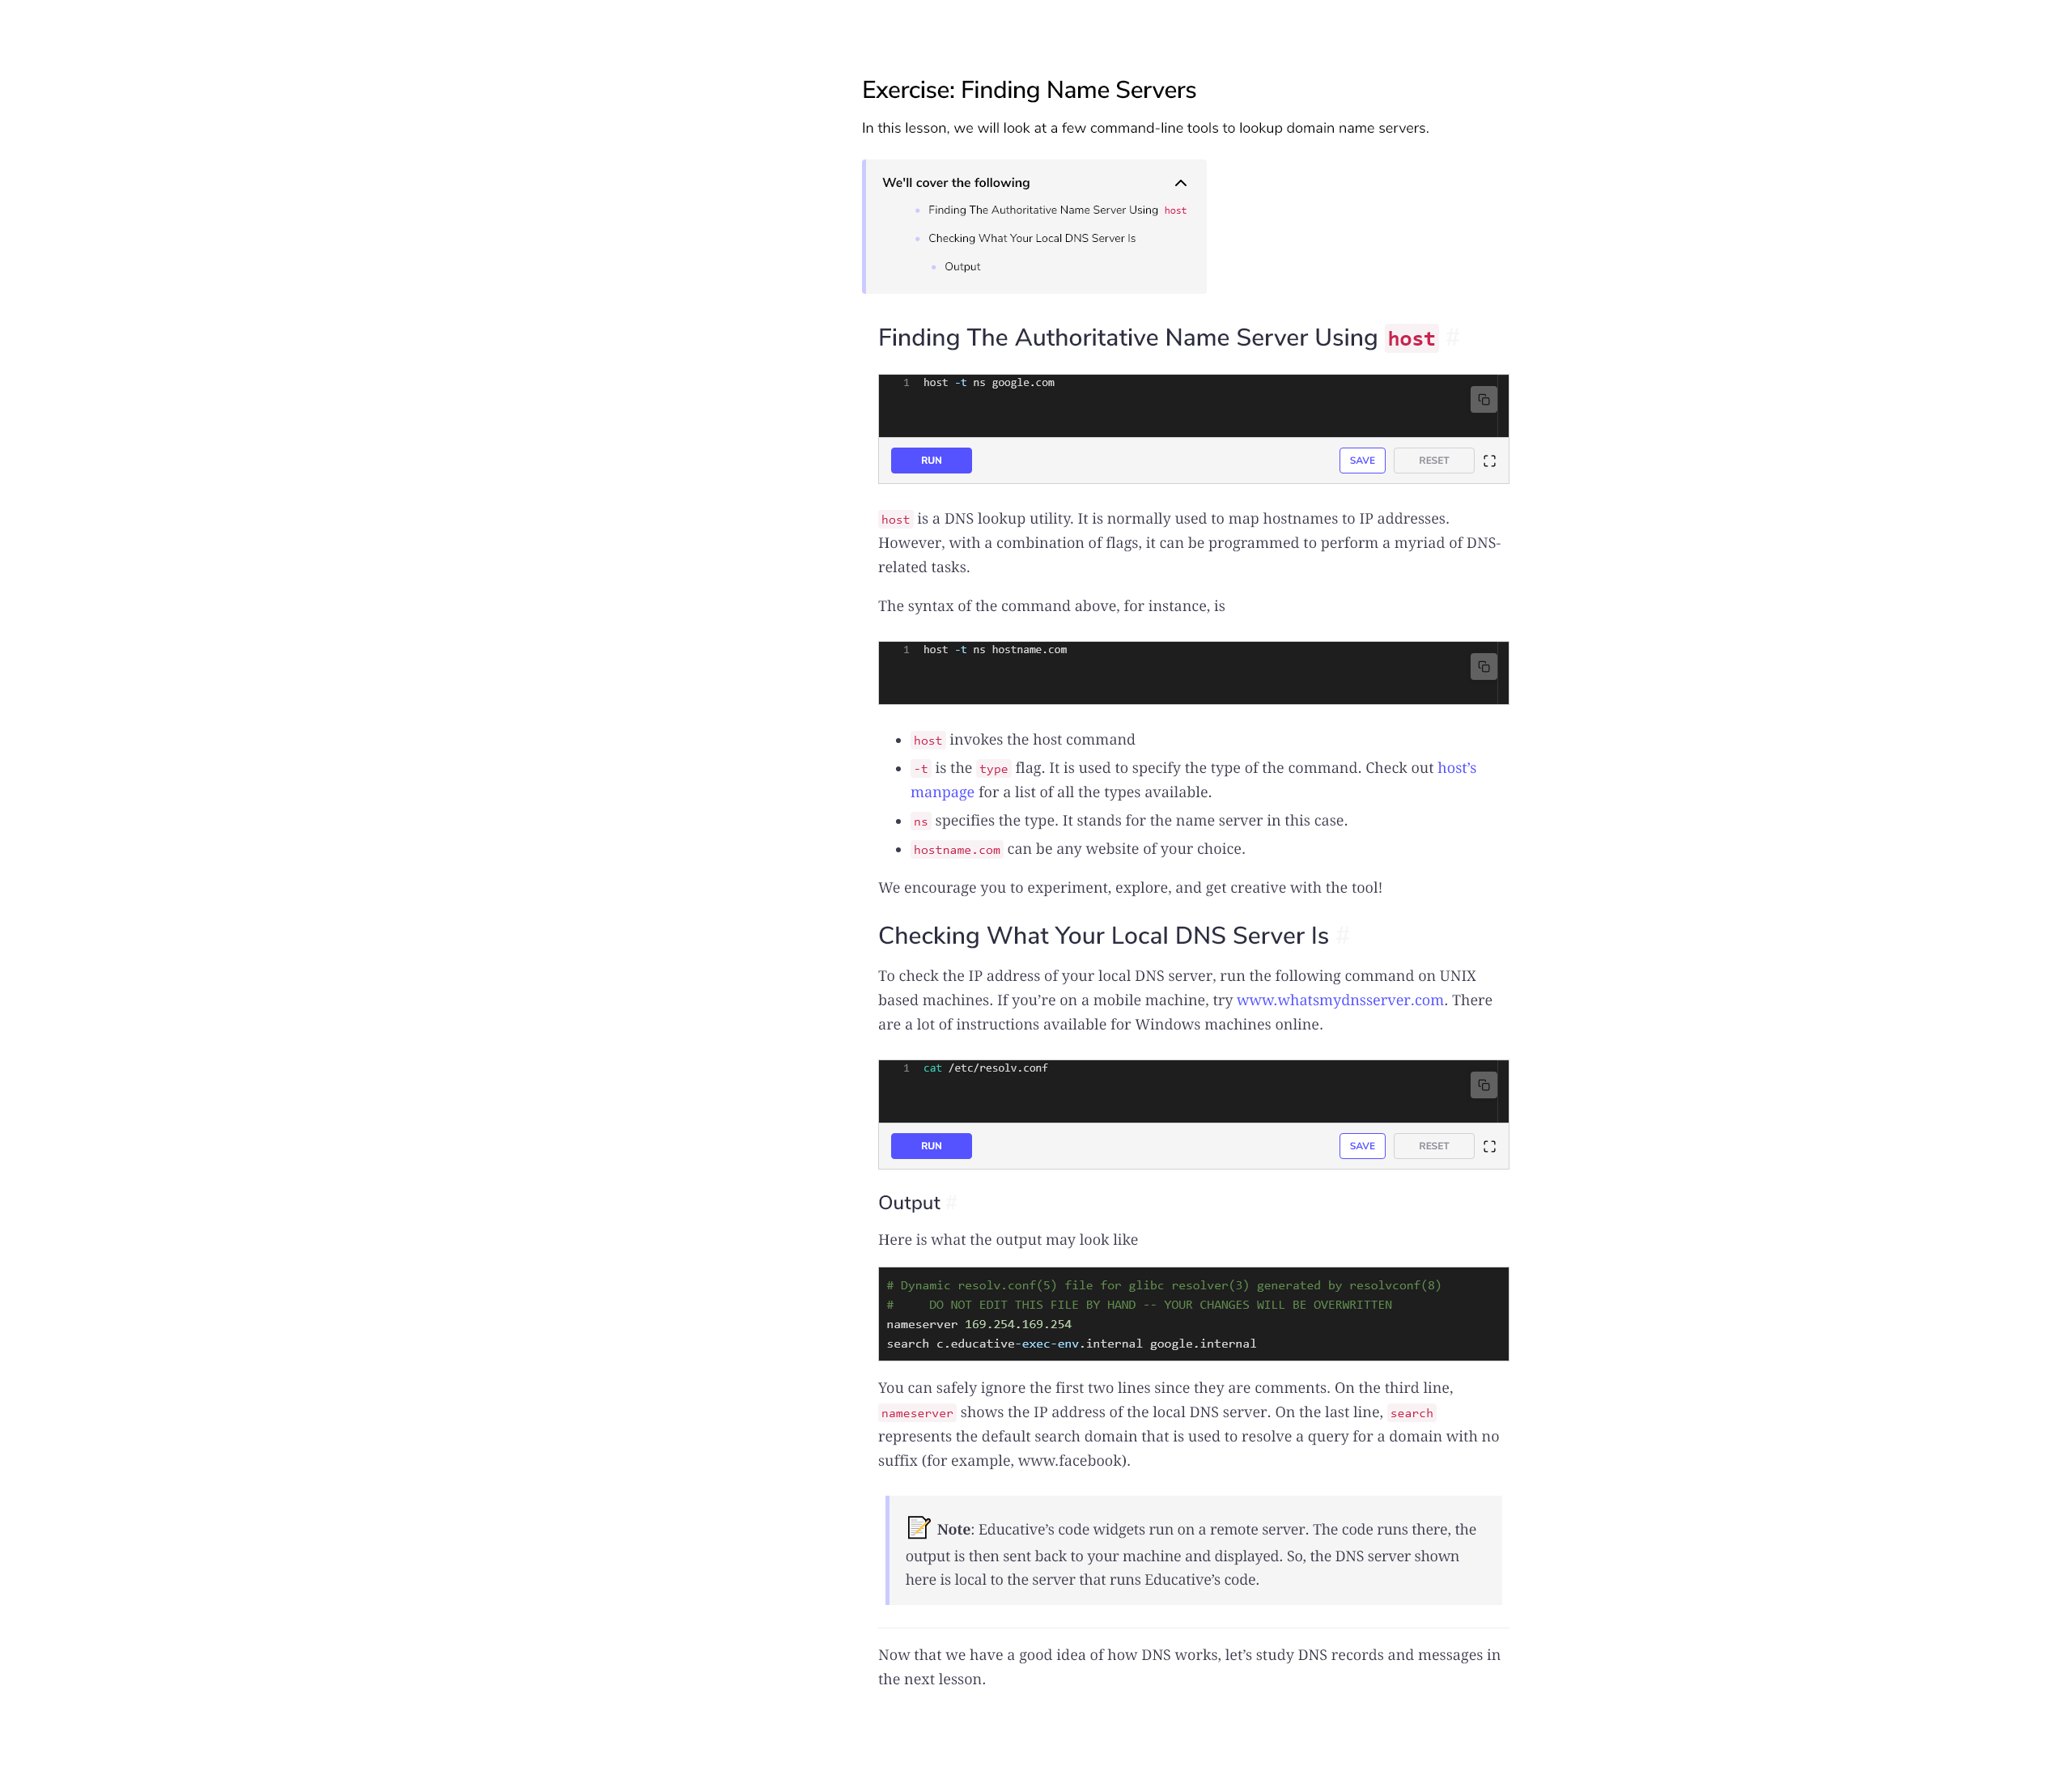 Exercise: Finding Name Servers
In this lesson, we will look at a few command-line tools to lookup domain name servers.
We'll cover the following
Finding The Authoritative Name Server Using host
Checking What Your Local DNS Server Is
Output
Finding The Authoritative Name Server Using host #
1 host -t ns google.com
RUN SAVE RESET
host is a DNS lookup utility. It is normally used to map hostnames to IP addresses.
However, with a combination of flags, it can be programmed to perform a myriad of DNS-
related tasks.
The syntax of the command above, for instance, is
1 host -t ns hostname.com
• host invokes the host command
• -t is the type flag. It is used to specify the type of the command. Check out host’s
manpage for a list of all the types available.
• ns specifies the type. It stands for the name server in this case.
• hostname.com can be any website of your choice.
We encourage you to experiment, explore, and get creative with the tool!
Checking What Your Local DNS Server Is #
To check the IP address of your local DNS server, run the following command on UNIX
based machines. If you’re on a mobile machine, try www.whatsmydnsserver.com. There
are a lot of instructions available for Windows machines online.
1 cat /etc/resolv.conf
RUN SAVE RESET
Output #
Here is what the output may look like
# Dynamic resolv.conf(5) file for glibc resolver(3) generated by resolvconf(8)
#     DO NOT EDIT THIS FILE BY HAND -- YOUR CHANGES WILL BE OVERWRITTEN
nameserver 169.254.169.254
search c.educative-exec-env.internal google.internal
You can safely ignore the first two lines since they are comments. On the third line,
nameserver shows the IP address of the local DNS server. On the last line, search
represents the default search domain that is used to resolve a query for a domain with no
suffix (for example, www.facebook).
📝 Note: Educative’s code widgets run on a remote server. The code runs there, the
output is then sent back to your machine and displayed. So, the DNS server shown
here is local to the server that runs Educative’s code.
Now that we have a good idea of how DNS works, let’s study DNS records and messages in
the next lesson.